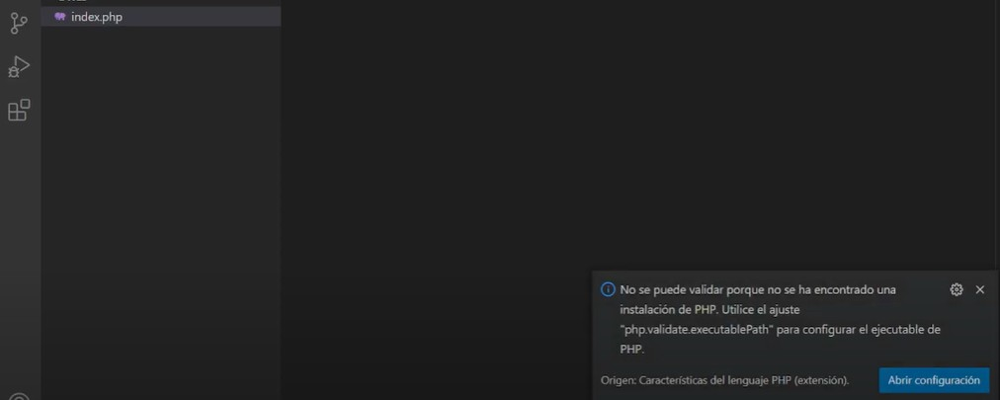 index.php
No se puede validar porque no se ha encontrado una
instalación de PHP. Utilice el ajuste
"php.validate.executablePath" para configurar el ejecutable de
PHP.
Origen: Características del lenguaje PHP (extensión).
Abrir configuración